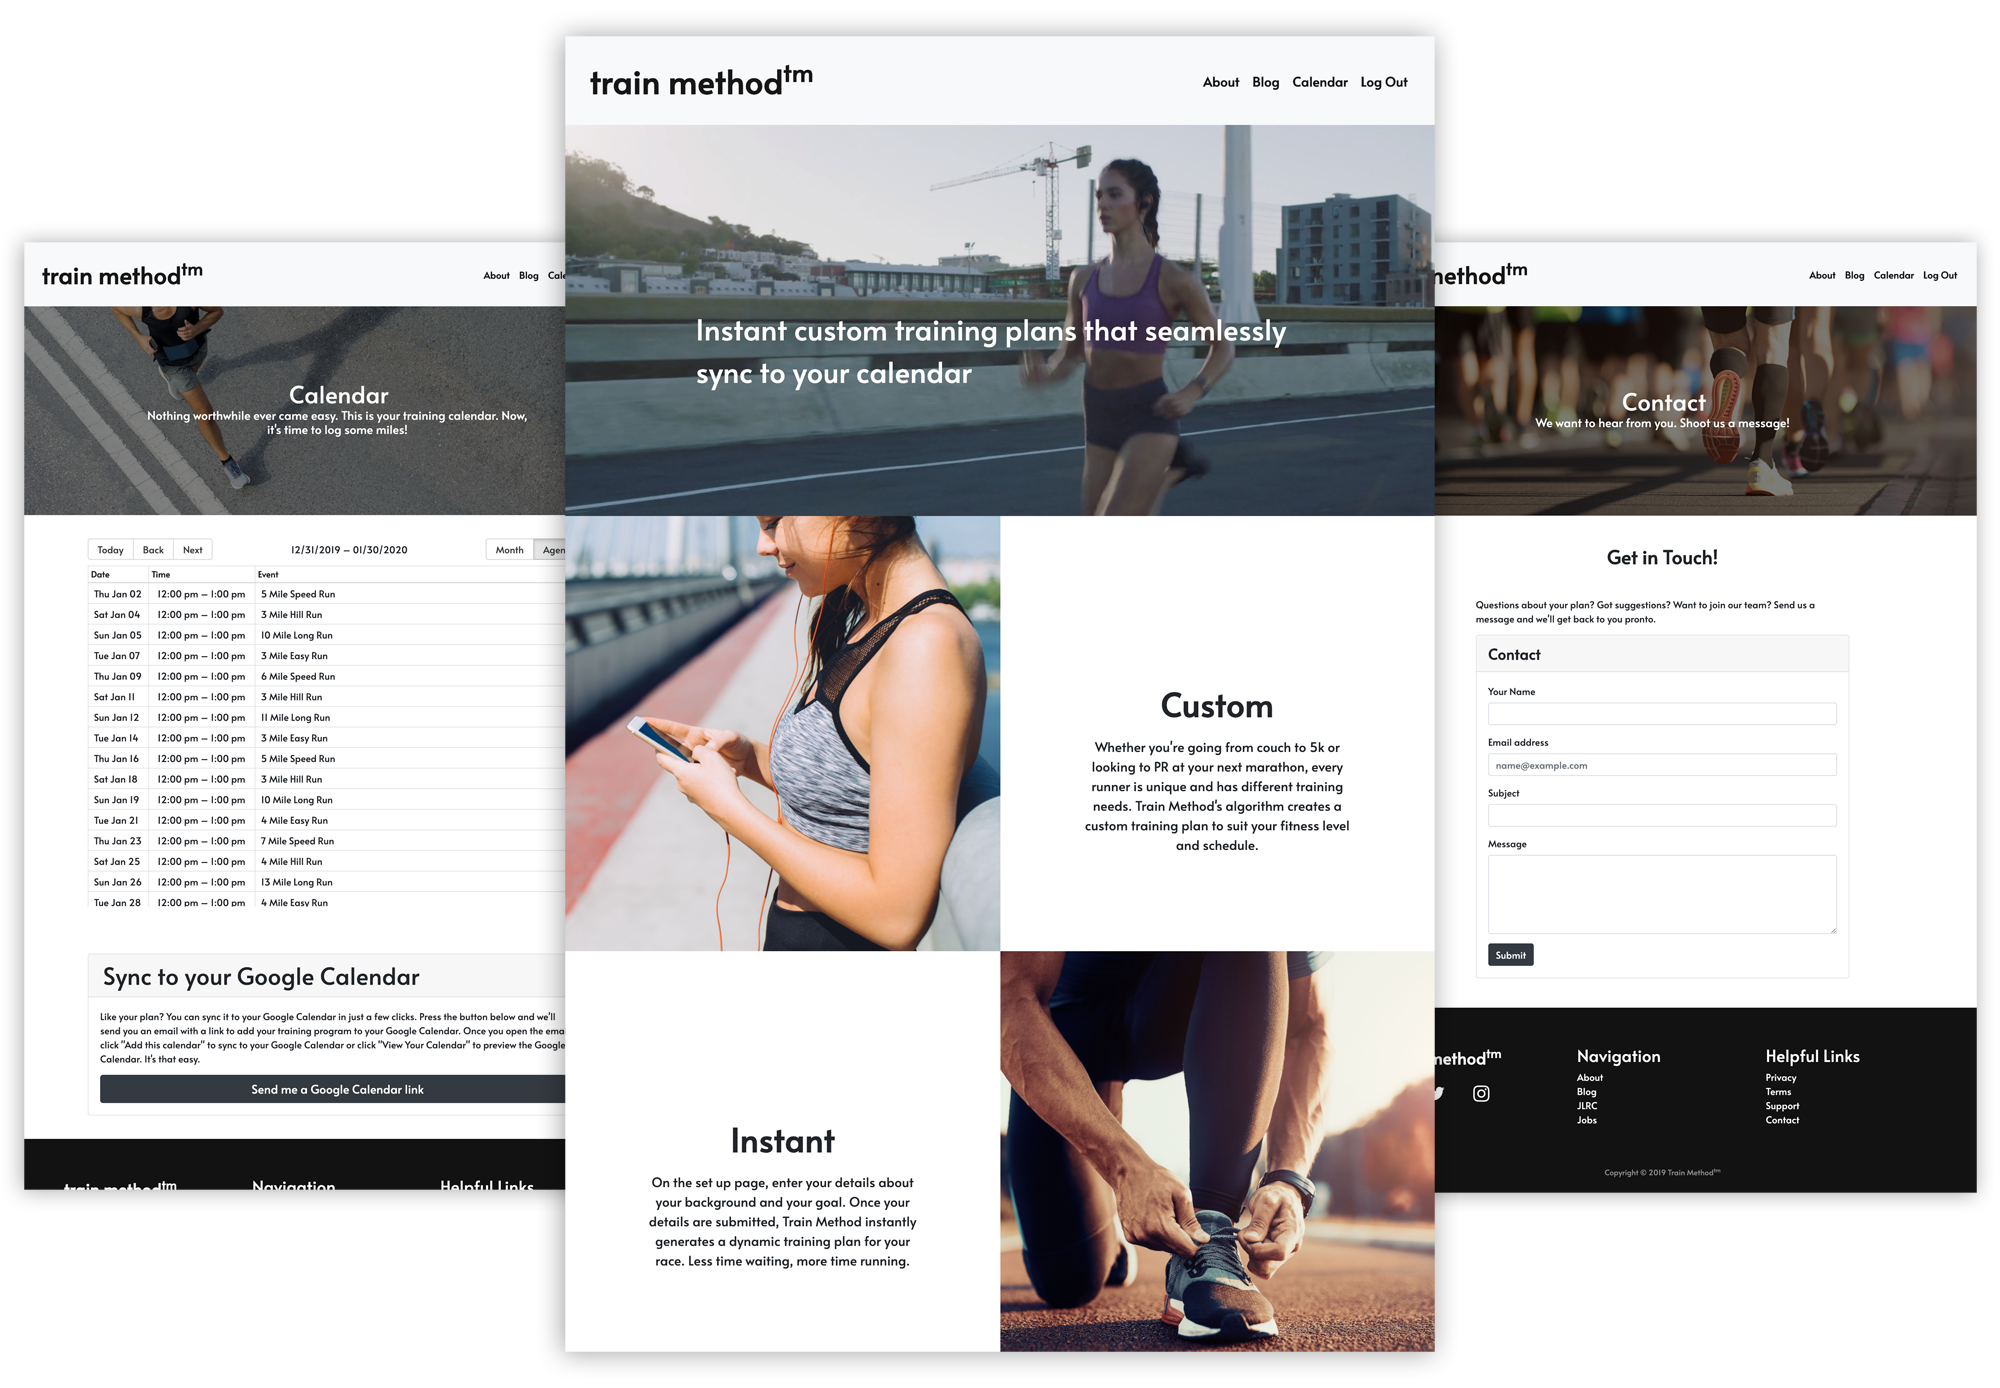 train method™
About Blog Calendar Log Out
Instant custom training plans that seamlessly
sync to your calendar
Custom
Whether you're going from couch to 5k or
looking to PR at your next marathon, every
runner is unique and has different training
needs. Train Method's algorithm creates a
custom training plan to suit your fitness level
and schedule.
Instant
On the set up page, enter your details about
your background and your goal. Once your
details are submitted, Train Method instantly
generates a dynamic training plan for your
race. Less time waiting, more time running.
train method™
About Blog
Calendar
Nothing worthwhile ever came easy. This is your training calendar. Now,
it's time to log some miles!
Today Back Next 12/31/2019 – 01/30/2020 Month
Date Time Event
Thu Jan 02 12:00 pm – 1:00 pm 5 Mile Speed Run
Sat Jan 04 12:00 pm – 1:00 pm 3 Mile Hill Run
Sun Jan 05 12:00 pm – 1:00 pm 10 Mile Long Run
Tue Jan 07 12:00 pm – 1:00 pm 3 Mile Easy Run
Thu Jan 09 12:00 pm – 1:00 pm 6 Mile Speed Run
Sat Jan 11 12:00 pm – 1:00 pm 3 Mile Hill Run
Sun Jan 12 12:00 pm – 1:00 pm 11 Mile Long Run
Tue Jan 14 12:00 pm – 1:00 pm 3 Mile Easy Run
Thu Jan 16 12:00 pm – 1:00 pm 5 Mile Speed Run
Sat Jan 18 12:00 pm – 1:00 pm 3 Mile Hill Run
Sun Jan 19 12:00 pm – 1:00 pm 10 Mile Long Run
Tue Jan 21 12:00 pm – 1:00 pm 4 Mile Easy Run
Thu Jan 23 12:00 pm – 1:00 pm 7 Mile Speed Run
Sat Jan 25 12:00 pm – 1:00 pm 4 Mile Hill Run
Sun Jan 26 12:00 pm – 1:00 pm 13 Mile Long Run
Tue Jan 28 12:00 pm – 1:00 pm 4 Mile Easy Run
Sync to your Google Calendar
Like your plan? You can sync it to your Google Calendar in just a few clicks. Press the button below and we'll
send you an email with a link to add your training program to your Google Calendar. Once you open the
click "Add this calendar" to sync to your Google Calendar or click "View Your Calendar" to preview the Google
Calendar. It's that easy.
Send me a Google Calendar link
train method™ Navigation Helpful Links
About Blog Calendar Log Out
Contact
We want to hear from you. Shoot us a message!
Get in Touch!
Questions about your plan? Got suggestions? Want to join our team? Send us a
message and we'll get back to you pronto.
Contact
Your Name
Email address
name@example.com
Subject
Message
Submit
Navigation
About
Blog
JLRC
Jobs
Helpful Links
Privacy
Terms
Support
Contact
Copyright © 2019 Train Method™